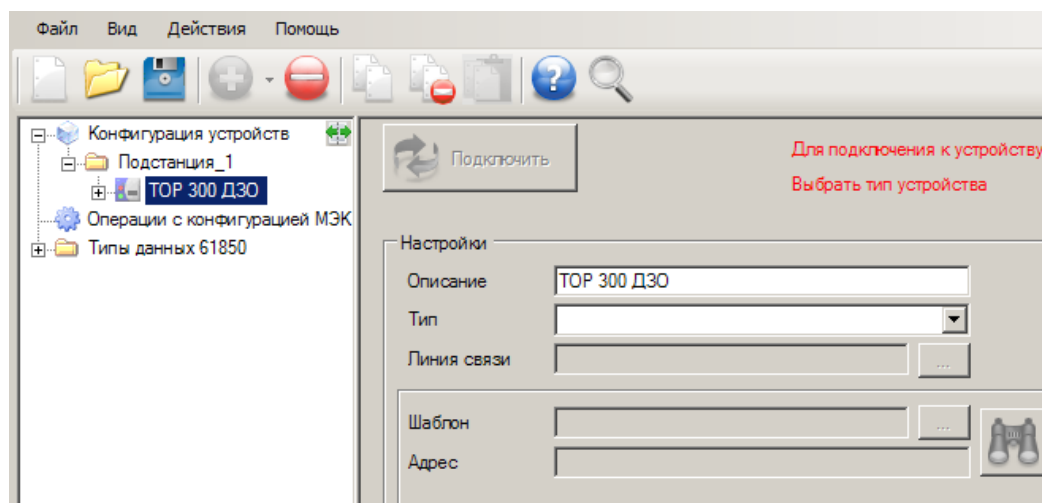 Файл Вид Действия Помощь
Конфигурация устройств
Подстанция_1
ТОР 300 ДЗО
Операции с конфигурацией МЭК
Типы данных 61850
Подключить
Для подключения к устройству
Выбрать тип устройства
Настройки
Описание ТОР 300 ДЗО
Тип
Линия связи ...
Шаблон ...
Адрес